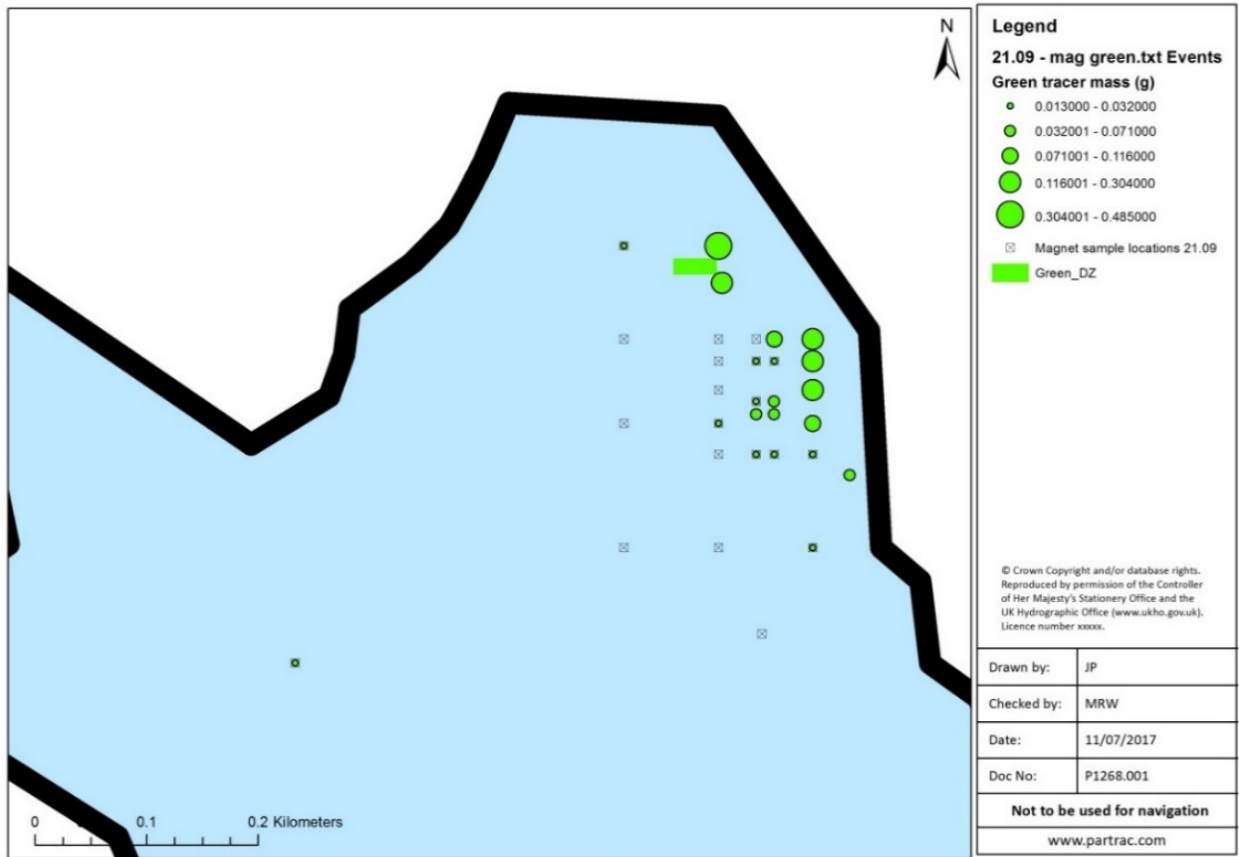 N
0 0.1 0.2 Kilometers
Legend
21.09 - mag green.txt Events
Green tracer mass (g)
0.013000 - 0.032000
0.032001 - 0.071000
0.071001 - 0.116000
0.116001 - 0.304000
0.304001 - 0.485000
Magnet sample locations 21.09
Green_DZ
© Crown Copyright and/or database rights.
Reproduced by permission of the Controller
of Her Majesty's Stationery Office and the
UK Hydrographic Office (www.ukho.gov.uk).
Licence number xxxxx.
Drawn by: JP
Checked by: MRW
Date: 11/07/2017
Doc No: P1268.001
Not to be used for navigation
www.partrac.com